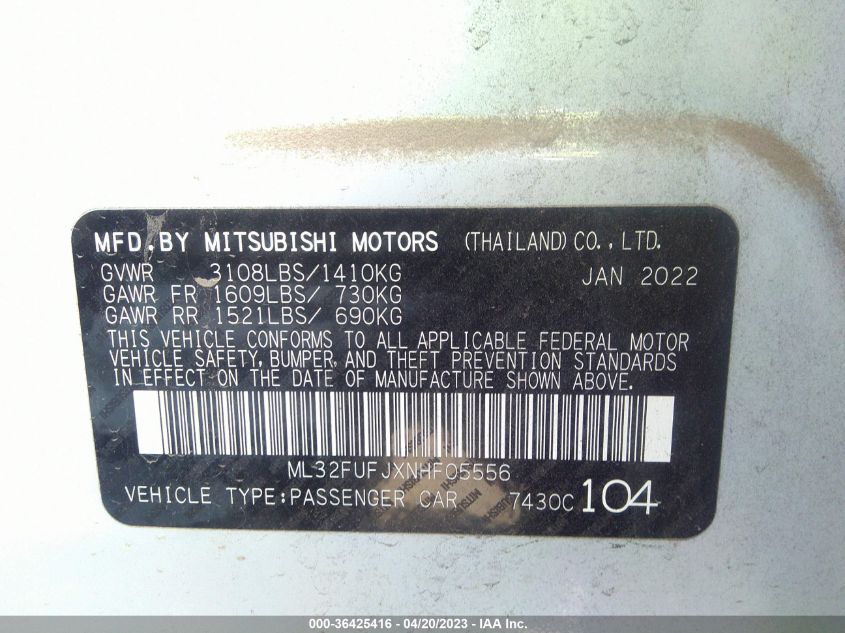 MFD.BY MITSUBISHI MOTORS (THAILAND) CO., LTD.
GVWR 3108LBS/1410KG JAN 2022
GAWR FR 1609LBS/ 730KG
GAWR RR 1521LBS/ 690KG
THIS VEHICLE CONFORMS TO ALL APPLICABLE FEDERAL MOTOR
VEHICLE SAFETY, BUMPER, AND THEFT PREVENTION STANDARDS
IN EFFECT ON THE DATE OF MANUFACTURE SHOWN ABOVE.
ML32FUFJXNHF05556
VEHICLE TYPE:PASSENGER CAR 7430C 104
000-36425416 - 04/20/2023 - IAA, Inc.